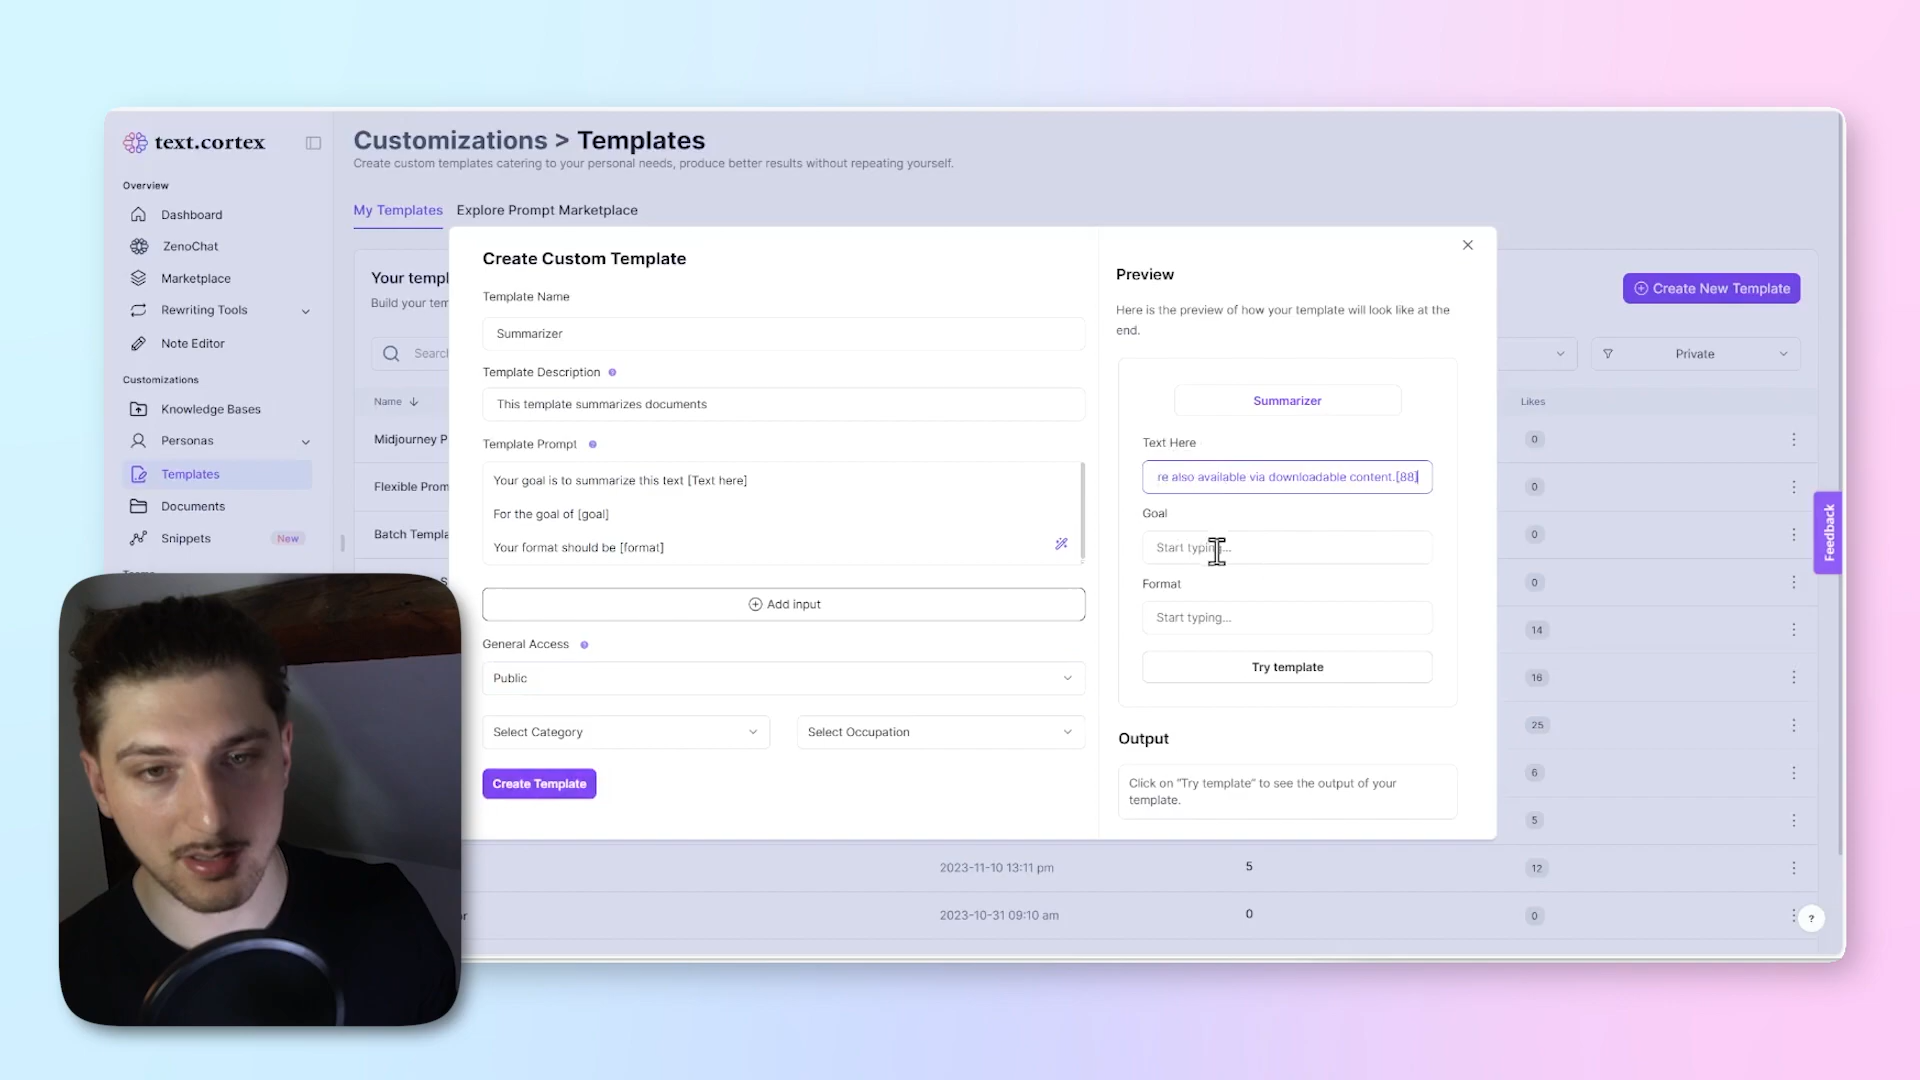 text.cortex
Overview
Dashboard
ZenoChat
Marketplace
Rewriting Tools
Note Editor
Customizations
Knowledge Bases
Personas
Templates
Documents
Snippets New
Customizations > Templates
Create custom templates catering to your personal needs, produce better results without repeating yourself.
My Templates Explore Prompt Marketplace
Your templ
Build your tem
Create New Template
Search
Private
Name
Likes
Midjourney P
0
Flexible Prom
0
Batch Templa
0
0
14
16
25
6
5
2023-11-10 13:11 pm 5 12
or 2023-10-31 09:10 am 0 0
Create Custom Template
Template Name
Summarizer
Template Description
This template summarizes documents
Template Prompt
Your goal is to summarize this text [Text here]
For the goal of [goal]
Your format should be [format]
Add input
General Access
Public
Select Category
Select Occupation
Create Template
Preview
Here is the preview of how your template will look like at the
end.
Summarizer
Text Here
re also available via downloadable content.[88]
Goal
Start typing...
Format
Start typing...
Try template
Output
Click on "Try template" to see the output of your
template.
Feedback
?